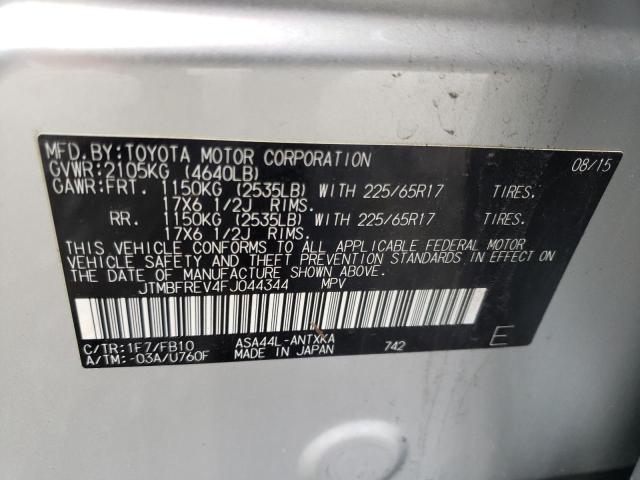 MFD.BY:TOYOTA MOTOR CORPORATION 08/15
GVWR:2105KG (4640LB)
GAWR:FRT. 1150KG (2535LB) WITH 225/65R17 TIRES.
17X6 1/2J RIMS.
RR. 1150KG (2535LB) WITH 225/65R17 TIRES.
17X6 1/2J RIMS.
THIS VEHICLE CONFORMS TO ALL APPLICABLE FEDERAL MOTOR
VEHICLE SAFETY AND THEFT PREVENTION STANDARDS IN EFFECT ON
THE DATE OF MANUFACTURE SHOWN ABOVE.
JTMBFREV4FJ044344 MPV
C/TR:1F7/FB10 ASA44L-ANTXKA 742 E
A/TM:-03A/U760F MADE IN JAPAN